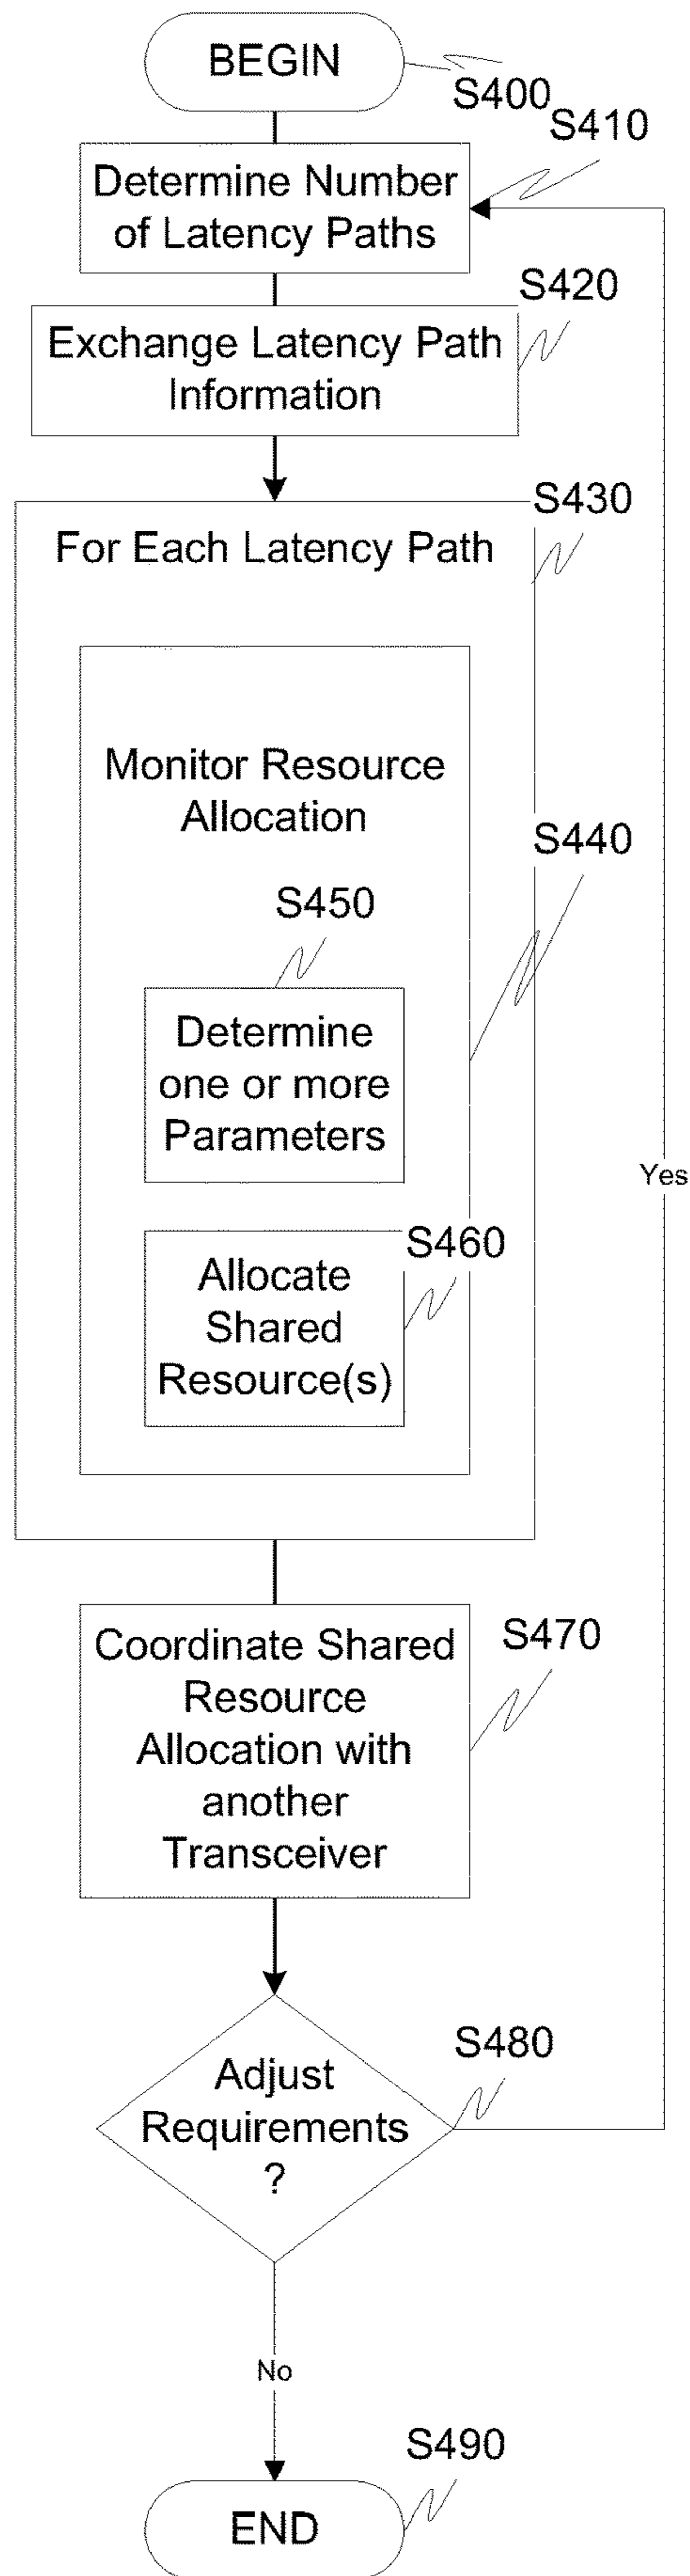 BEGIN
S400
S410
Determine Number
of Latency Paths
S420
Exchange Latency Path
Information
S430
For Each Latency Path
Monitor Resource
Allocation
S440
S450
Determine
one or more
Parameters
Yes
S460
Allocate
Shared
Resource(s)
Coordinate Shared
Resource
Allocation with
another
Transceiver
S470
S480
Adjust
Requirements
?
No
S490
END